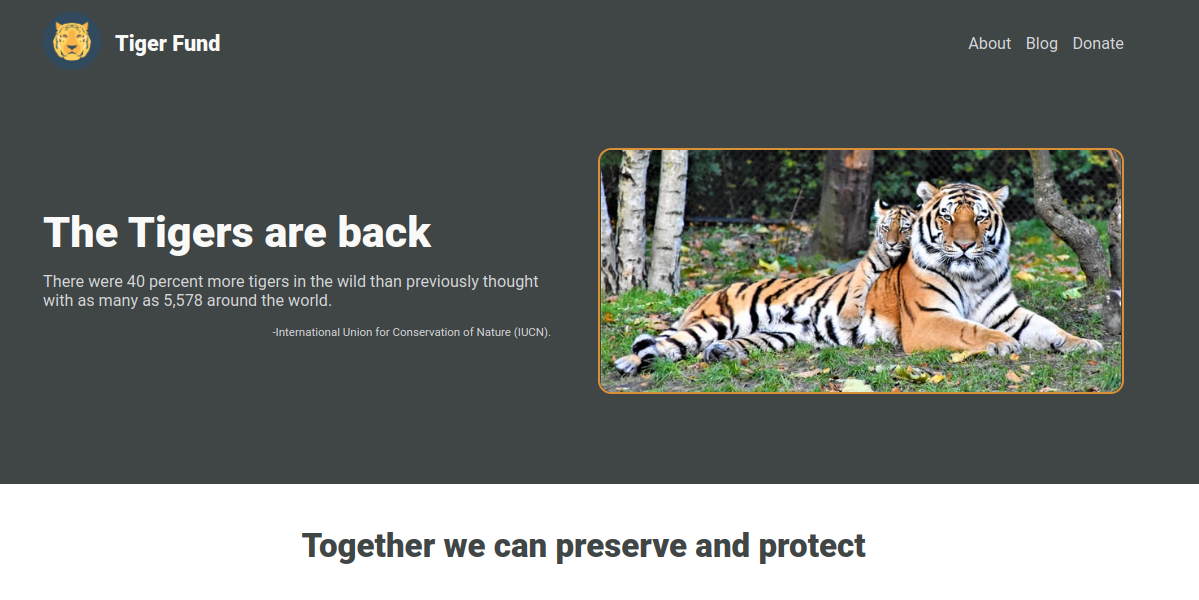 Tiger Fund
About Blog Donate
The Tigers are back
There were 40 percent more tigers in the wild than previously thought
with as many as 5,578 around the world.
-International Union for Conservation of Nature (IUCN).
Together we can preserve and protect